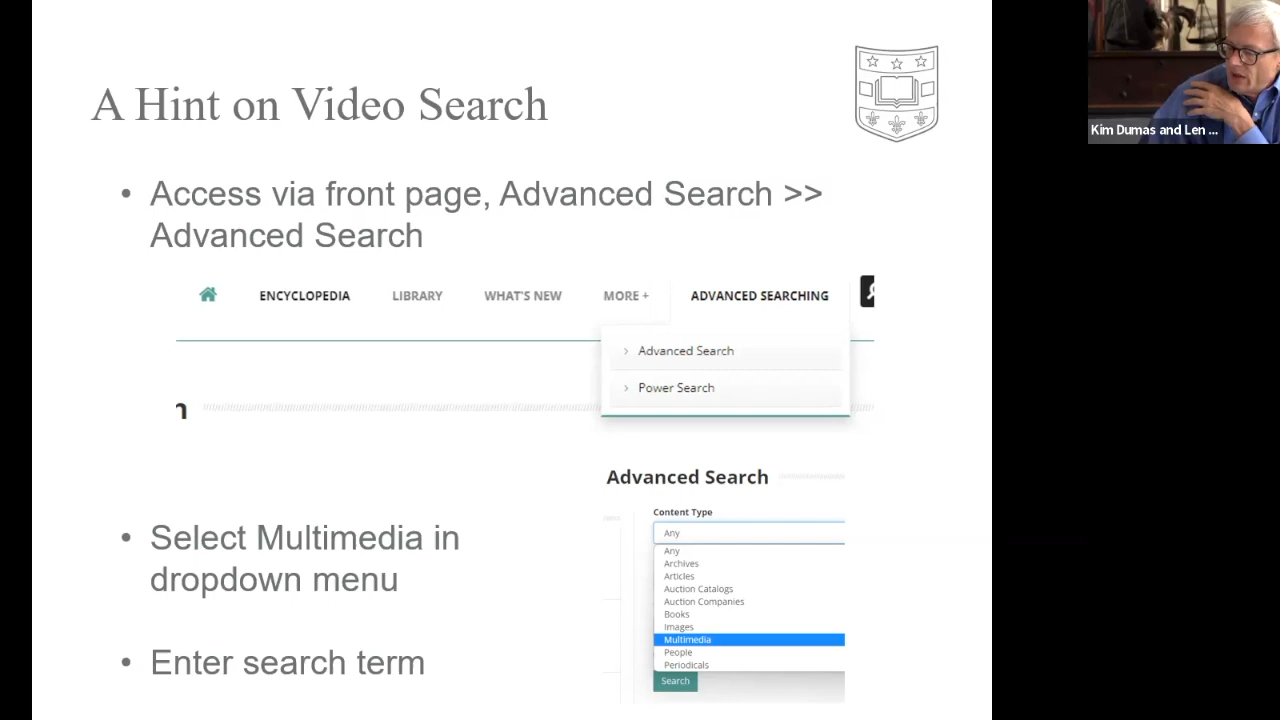 A Hint on Video Search
Kim Dumas and Len ...
• Access via front page, Advanced Search >>
Advanced Search
ENCYCLOPEDIA LIBRARY WHAT'S NEW MORE + ADVANCED SEARCHING
Advanced Search
Power Search
n
Advanced Search
Content Type
Any
Any
Archives
Articles
Auction Catalogs
Auction Companies
Books
Images
Multimedia
People
Periodicals
Search
• Select Multimedia in
dropdown menu
• Enter search term